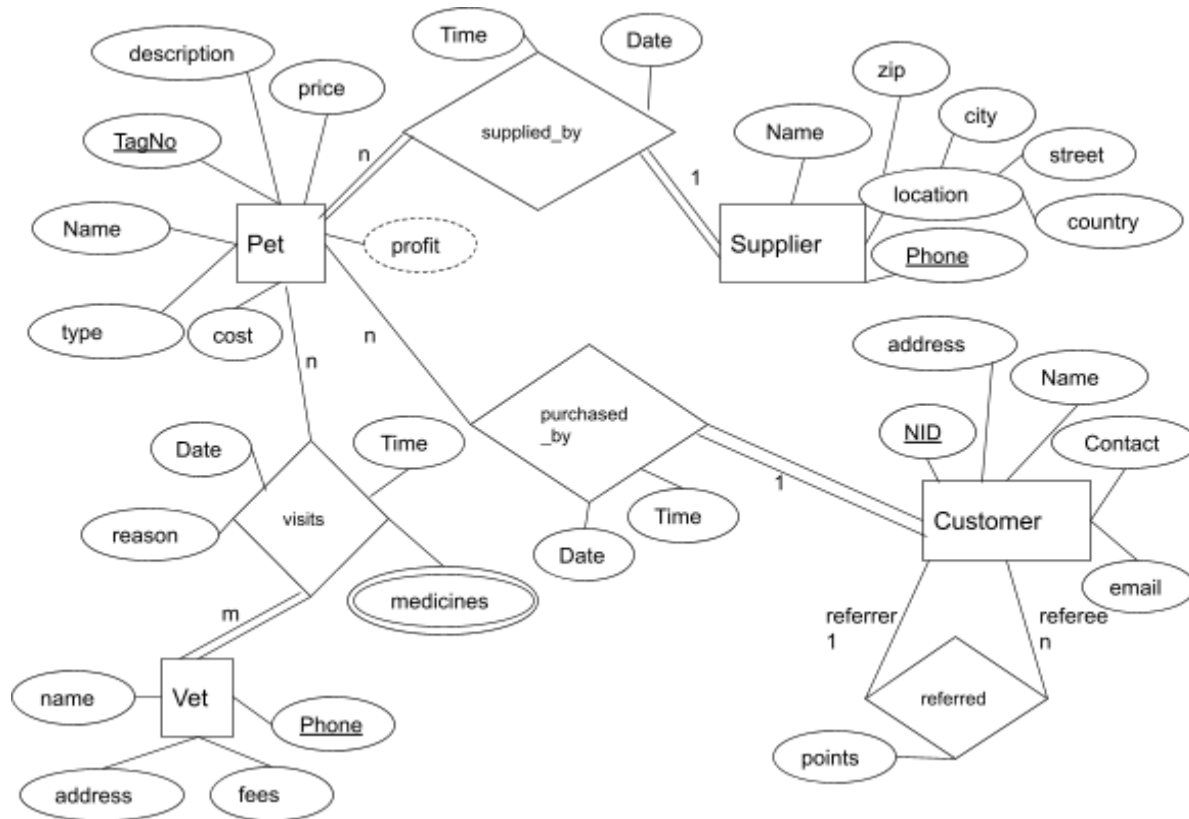 Time
Date
description
zip
price
city
Name
supplied_by
TagNo
n
street
1
location
Name
country
Pet
profit
Supplier
Phone
type
cost
n
n
address
Name
purchased
_by
NID
Date
Time
Contact
1
visits
Time
Customer
reason
Date
medicines
email
m
referrer
1
referee
n
name
Vet
Phone
referred
points
address
fees